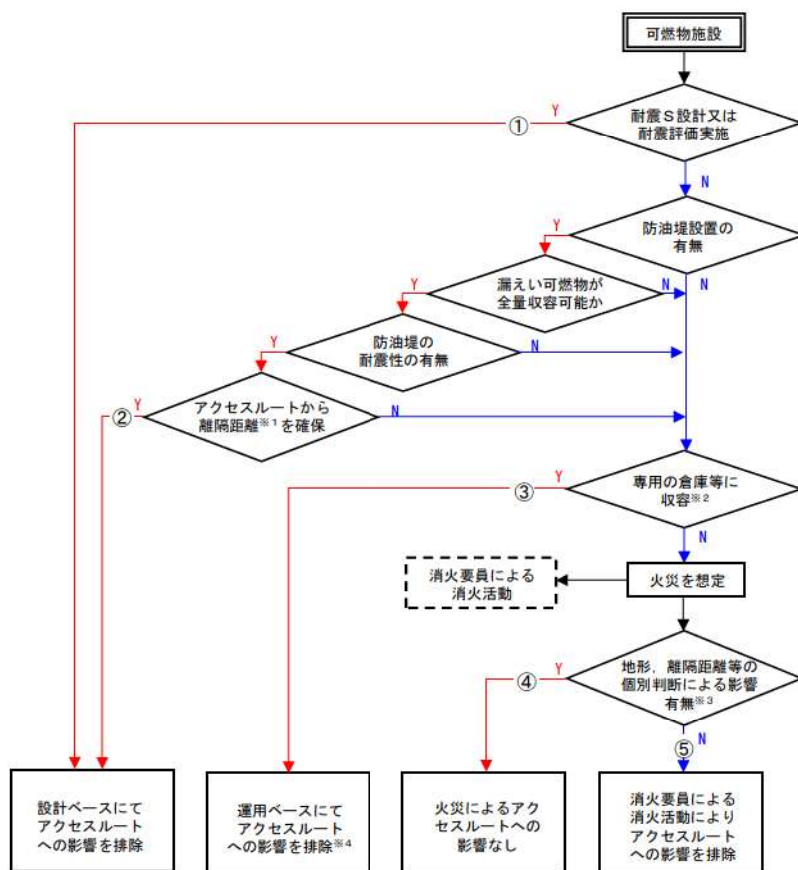 可燃物施設
耐震S設計又は
耐震評価実施
Y
①
N
防油堤設置の
有無
Y
N
漏えい可燃物が
全量収容可能か
Y
N
防油堤の
耐震性の有無
Y
N
アクセスルートから
離隔距離※1を確保
Y
②
N
専用の倉庫等に
収容※2
Y
③
N
消火要員による
消火活動
火災を想定
地形,離隔距離等の
個別判断による影響
有無※3
Y
④
⑤
N
設計ベースにて
アクセスルート
への影響を排除
運用ベースにて
アクセスルート
への影響を排除※4
火災によるアク
セスルートへの
影響なし
消火要員による
消火活動により
アクセスルート
への影響を排除